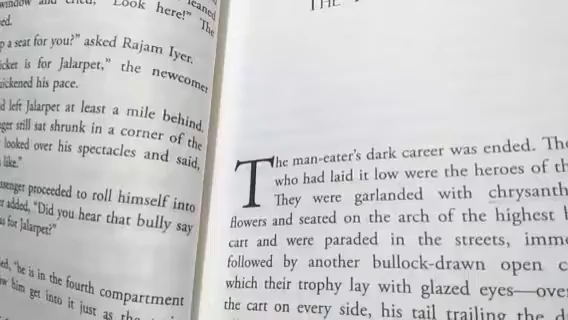 window and cried, "Look here!" The
ed.
p a seat for you?" asked Rajam Iyer.
icket is for Jalarpet," the newcomer
uickened his pace.
d left Jalarpet at least a mile behind.
ger still sat shrunk in a corner of the
looked over his spectacles and said,
like."
ssenger proceeded to roll himself into
er added, "Did you hear that bully say
as for Jalarpet?"
ed, "he is in the fourth compartment
ow him get into it just as the
THE
The man-eater's dark career was ended. The
who had laid it low were the heroes of th
They were garlanded with chrysanth
flowers and seated on the arch of the highest b
cart and were paraded in the streets, imme
followed by another bullock-drawn open c
which their trophy lay with glazed eyes—over
the cart on every side, his tail trailing the d